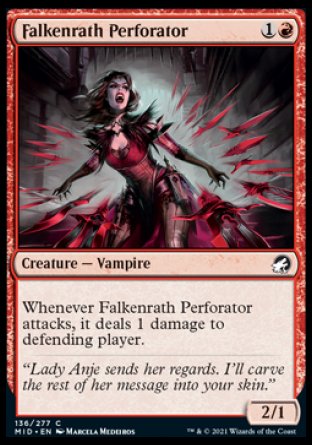 Falkenrath Perforator 1
Creature — Vampire
Whenever Falkenrath Perforator
attacks, it deals 1 damage to
defending player.
“Lady Anje sends her regards. I’ll carve
the rest of her message into your skin.”
2/1
136/277 C
MID • EN MARCELA MEDEIROS ™ & © 2021 Wizards of the Coast